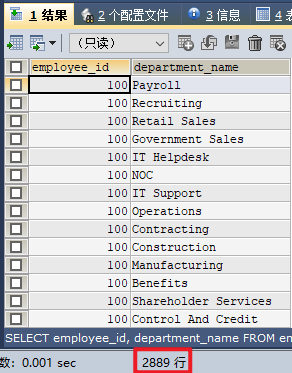 1 结果 2 个配置文件 3 信息 4
（只读）
employee_id department_name
100 Payroll
100 Recruiting
100 Retail Sales
100 Government Sales
100 IT Helpdesk
100 NOC
100 IT Support
100 Operations
100 Contracting
100 Construction
100 Manufacturing
100 Benefits
100 Shareholder Services
100 Control And Credit
SELECT employee_id, department_name FROM em
数: 0.001 sec 2889 行